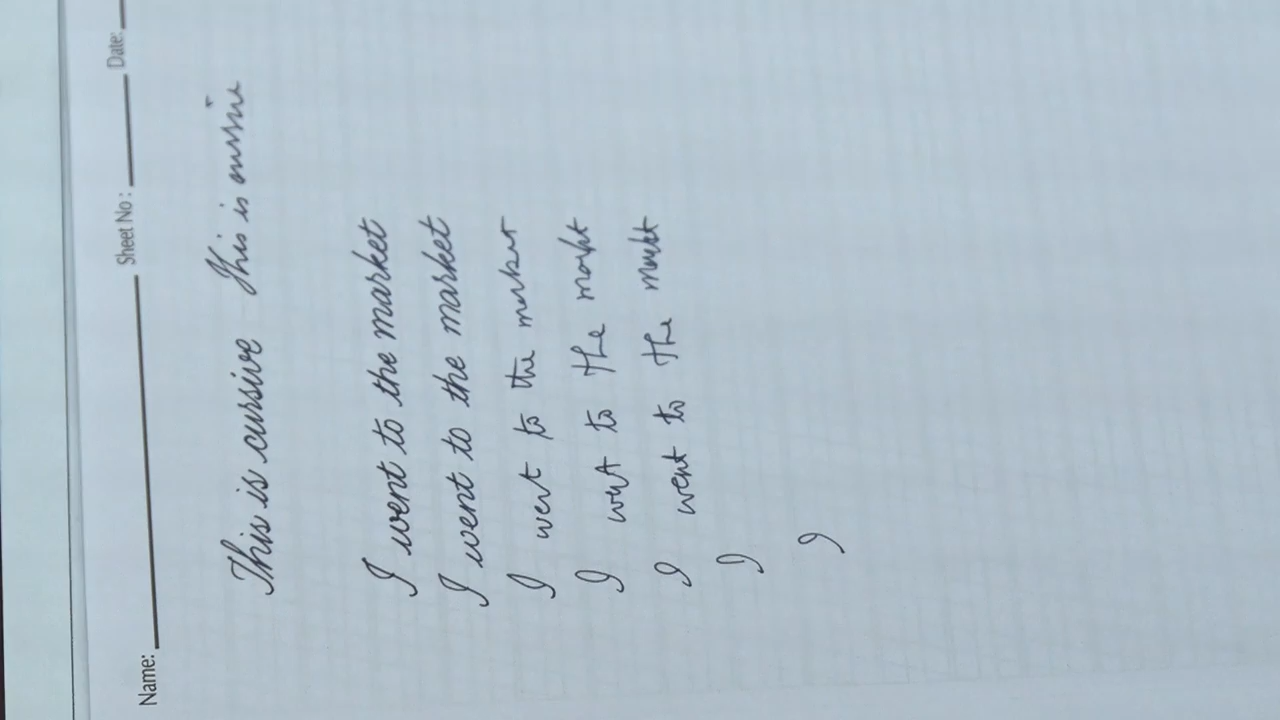 Name: Sheet No: Date:
This is cursive This is cursive
I went to the market
I went to the market
I went to the market
I went to the market
I went to the market
I
I